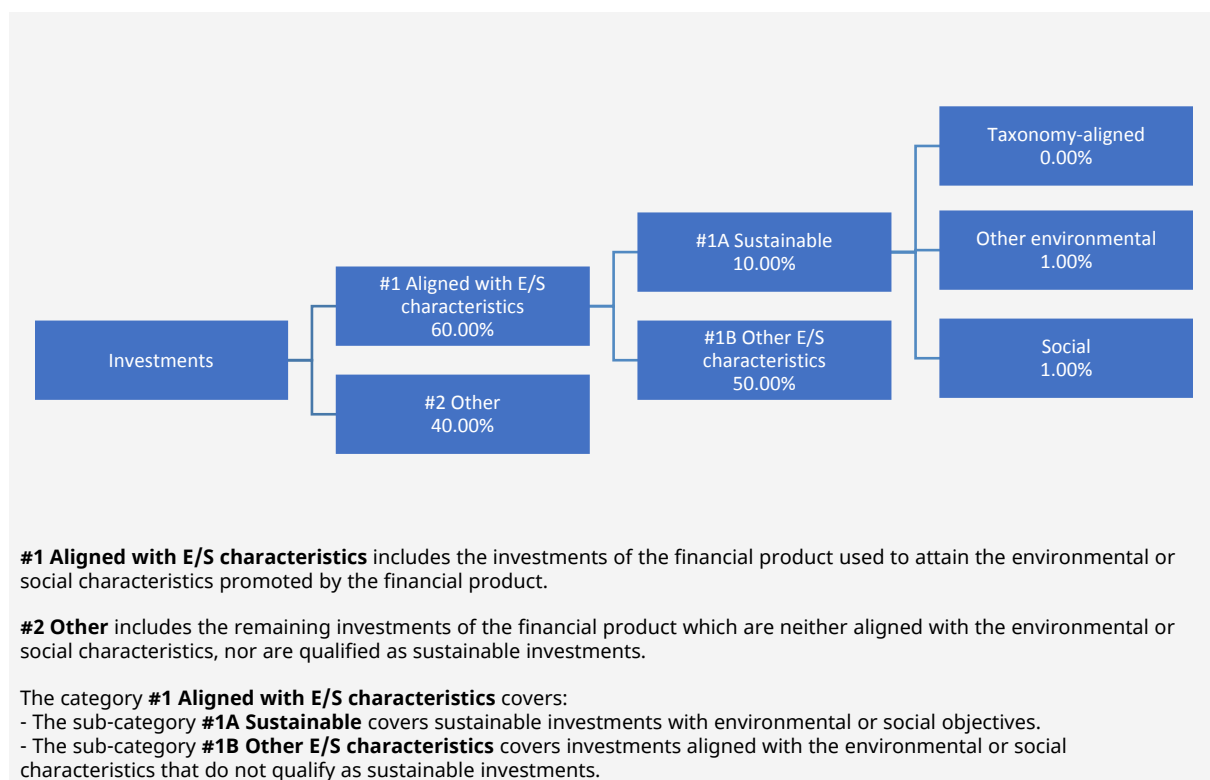 Investments
#1 Aligned with E/S
characteristics
60.00%
#2 Other
40.00%
#1A Sustainable
10.00%
#1B Other E/S
characteristics
50.00%
Taxonomy-aligned
0.00%
Other environmental
1.00%
Social
1.00%
#1 Aligned with E/S characteristics includes the investments of the financial product used to attain the environmental or
social characteristics promoted by the financial product.
#2 Other includes the remaining investments of the financial product which are neither aligned with the environmental or
social characteristics, nor are qualified as sustainable investments.
The category #1 Aligned with E/S characteristics covers:
- The sub-category #1A Sustainable covers sustainable investments with environmental or social objectives.
- The sub-category #1B Other E/S characteristics covers investments aligned with the environmental or social
characteristics that do not qualify as sustainable investments.